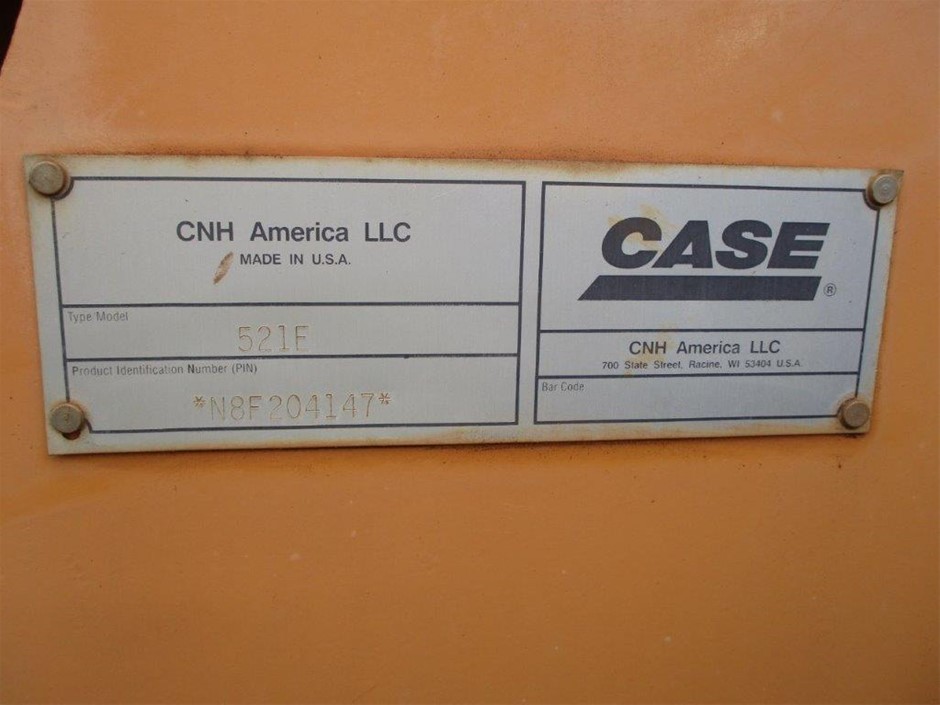 CNH America LLC
MADE IN U.S.A.
Type/Model
521E
Product Identification Number (PIN)
*N8F204147*
CASE ®
CNH America LLC
700 State Street, Racine, WI 53404 U.S.A.
Bar Code